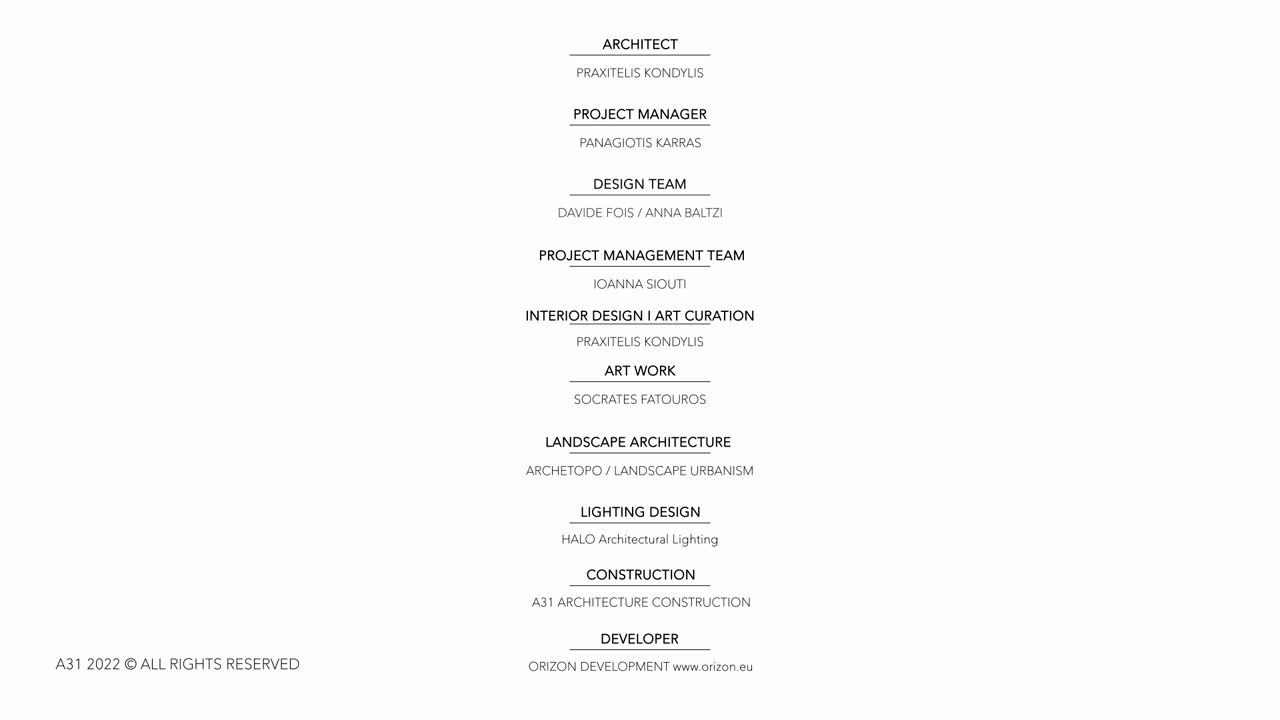 ARCHITECT
PRAXITELIS KONDYLIS
PROJECT MANAGER
PANAGIOTIS KARRAS
DESIGN TEAM
DAVIDE FOIS / ANNA BALTZI
PROJECT MANAGEMENT TEAM
IOANNA SIOUTI
INTERIOR DESIGN I ART CURATION
PRAXITELIS KONDYLIS
ART WORK
SOCRATES FATOUROS
LANDSCAPE ARCHITECTURE
ARCHETOPO / LANDSCAPE URBANISM
LIGHTING DESIGN
HALO Architectural Lighting
CONSTRUCTION
A31 ARCHITECTURE CONSTRUCTION
DEVELOPER
ORIZON DEVELOPMENT www.orizon.eu
A31 2022 © ALL RIGHTS RESERVED